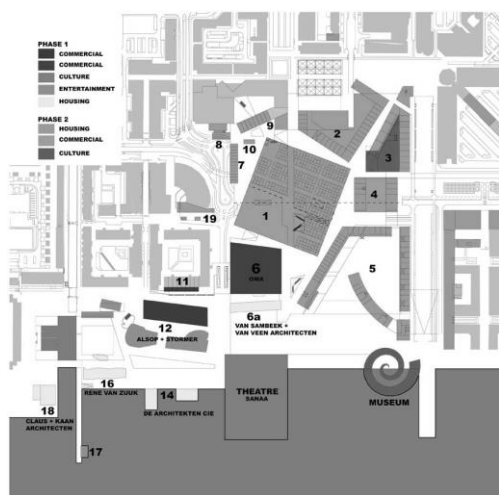 PHASE 1
COMMERCIAL
COMMERCIAL
CULTURE
ENTERTAINMENT
HOUSING
PHASE 2
HOUSING
COMMERCIAL
CULTURE
9
2
8
10
3
7
4
1
19
5
6
OMA
11
6a
VAN SAMBEEK +
VAN VEEN ARCHITECTEN
12
ALSOP + STORMER
16
RENE VAN ZUUK
14
DE ARCHITEKTEN CIE
THEATRE
SANAA
MUSEUM
18
CLAUS + KAAN
ARCHITECTEN
17